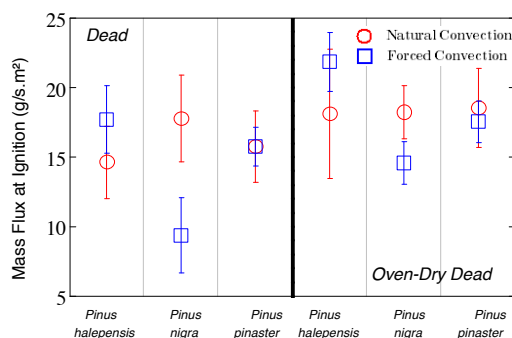 Dead
Natural Convection
Forced Convection
Mass Flux at Ignition (g/s.m²)
25
20
15
10
5
Oven-Dry Dead
Pinus Pinus Pinus Pinus Pinus Pinus
halepensis nigra pinaster halepensis nigra pinaster